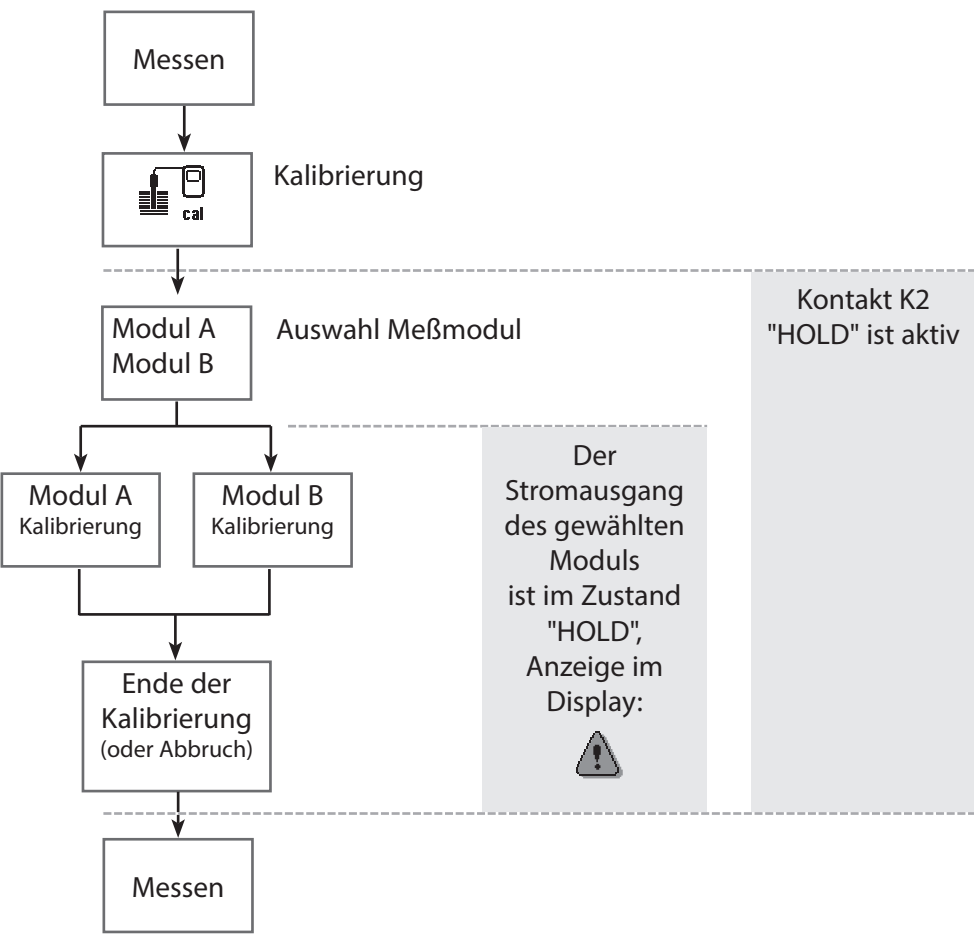 Messen
cal
Kalibrierung
Modul A
Modul B
Auswahl Meßmodul
Kontakt K2
"HOLD" ist aktiv
Modul A
Kalibrierung
Modul B
Kalibrierung
Der
Stromausgang
des gewählten
Moduls
ist im Zustand
"HOLD",
Anzeige im
Display:
!
Ende der
Kalibrierung
(oder Abbruch)
Messen